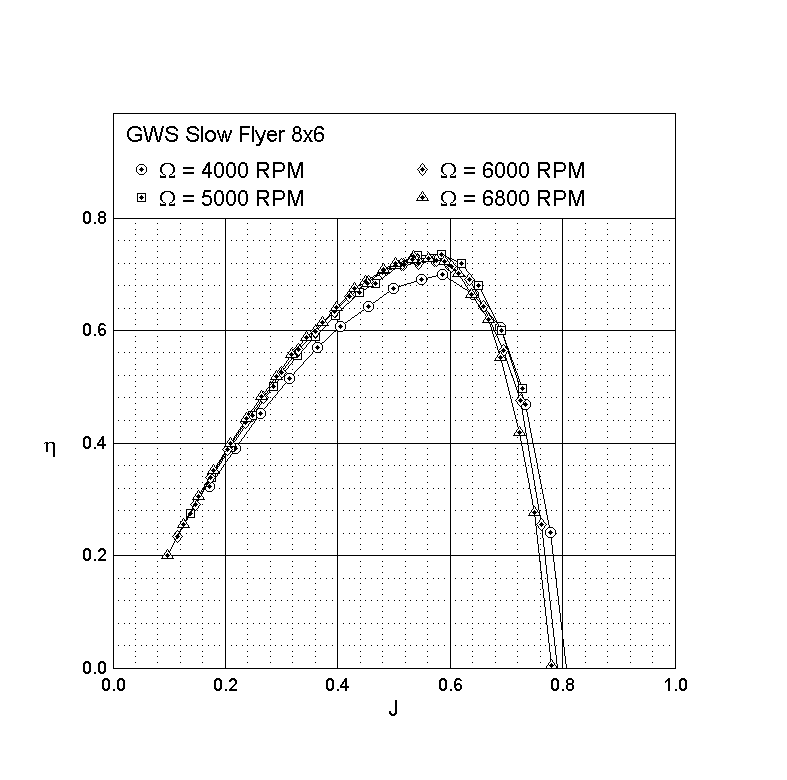 GWS Slow Flyer 8x6
Ω = 4000 RPM
Ω = 6000 RPM
Ω = 5000 RPM
Ω = 6800 RPM
0.8
0.6
0.4
η
0.2
0.0
0.0 0.2 0.4 0.6 0.8 1.0
J